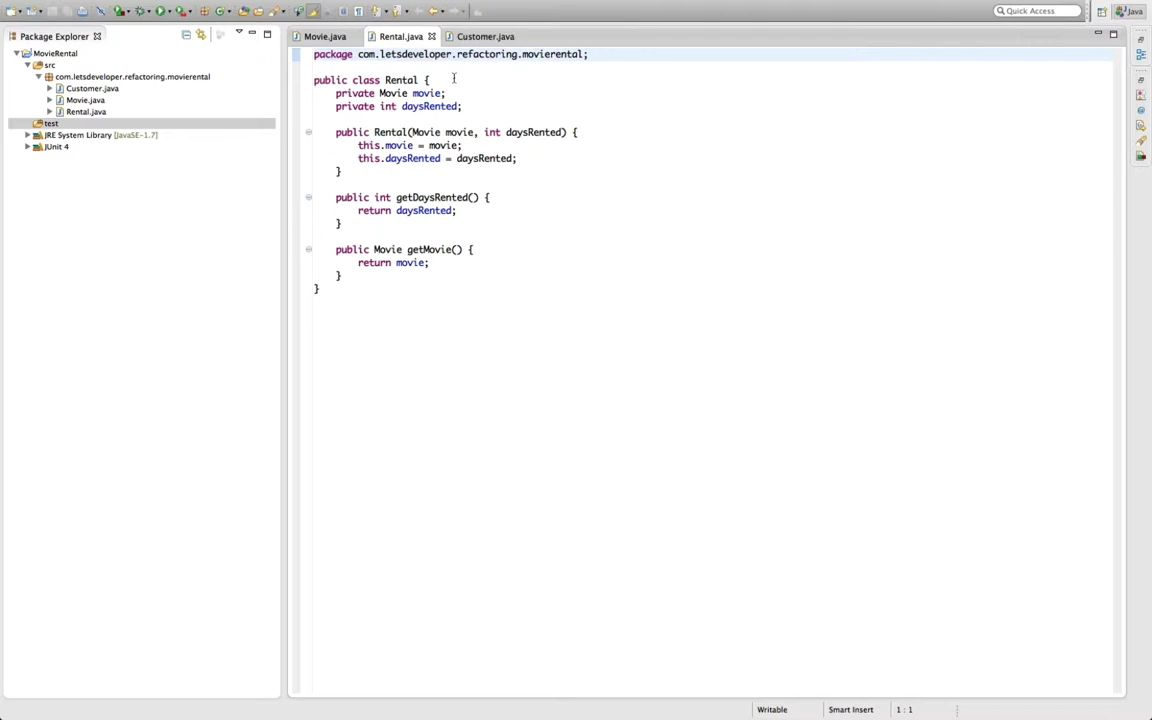 Quick Access
Java
Package Explorer
MovieRental
src
com.letsdeveloper.refactoring.movierental
Customer.java
Movie.java
Rental.java
test
JRE System Library [JavaSE-1.7]
JUnit 4
Movie.java
Rental.java
Customer.java
package com.letsdeveloper.refactoring.movierental;
public class Rental {
private Movie movie;
private int daysRented;
public Rental(Movie movie, int daysRented) {
this.movie = movie;
this.daysRented = daysRented;
}
public int getDaysRented() {
return daysRented;
}
public Movie getMovie() {
return movie;
}
}
Writable
Smart Insert
1 : 1